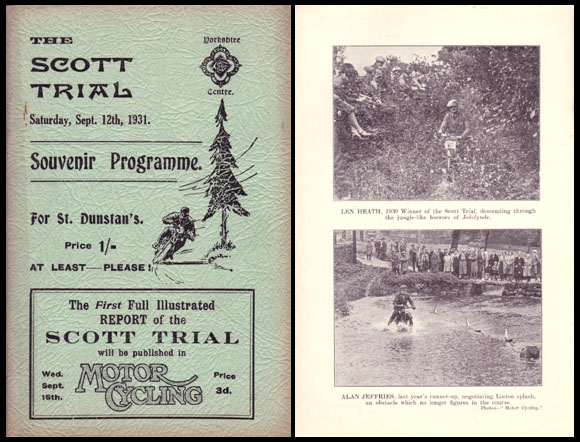 THE
SCOTT
TRIAL
Yorkshire
Centre.
Saturday, Sept. 12th, 1931.
Souvenir Programme.
For St. Dunstan's.
Price 1/-
AT LEAST—PLEASE!
The First Full Illustrated
REPORT of the
SCOTT TRIAL
will be published in
Wed.
Sept.
16th.
MOTOR
CYCLING
Price
3d.
LEN HEATH, 1930 Winner of the Scott Trial, descending through
the jungle-like horrors of
ALAN JEFFRIES, last year's runner-up, negotiating Linton splash,
an obstacle which no longer figures in the course.
Photos—"Motor Cycling."